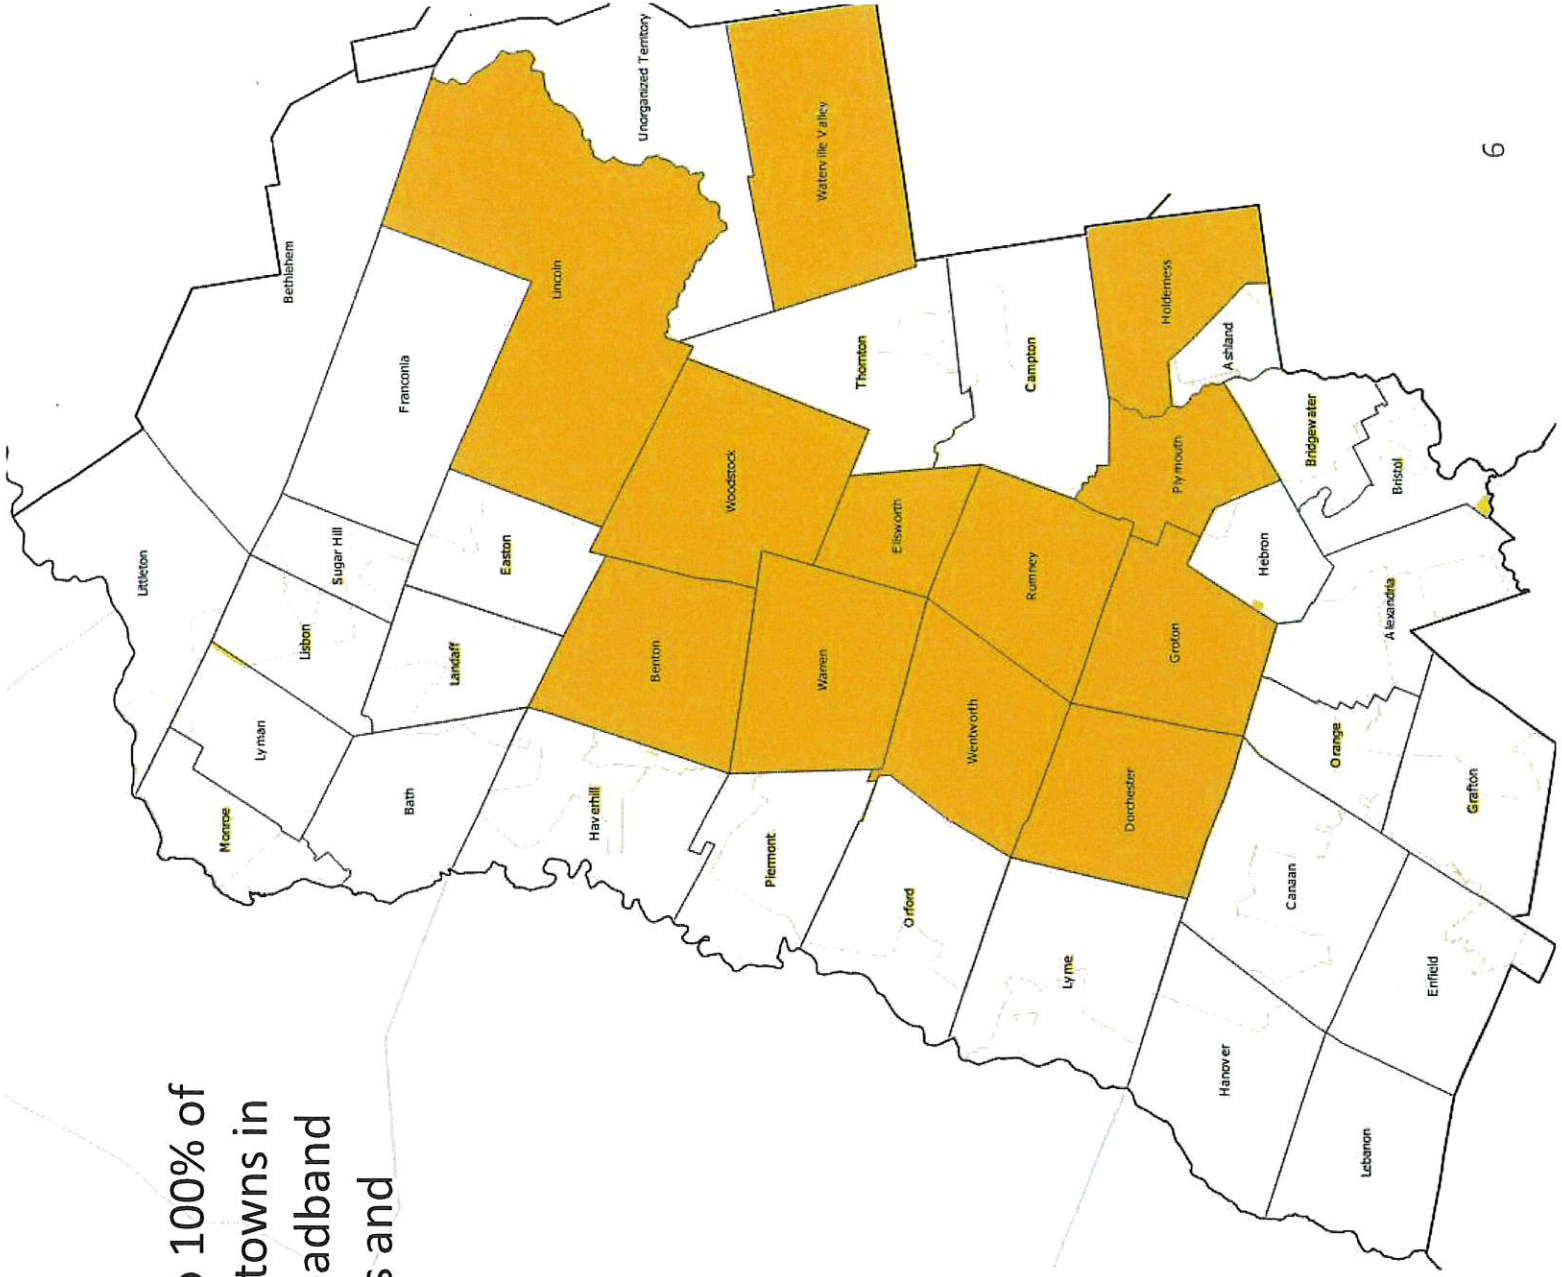 100% of
towns in
adband
s and
Littleton
Monroe
Lyman
Bethlehem
Lisbon
Sugar Hill
Franconia
Bath
Landaff
Easton
Lincoln
Haverhill
Benton
Unorganized Territory
Woodstock
Piermont
Warren
Waterville Valley
Thornton
Orford
Ellsworth
Wentworth
Rumney
Campton
Lyme
Dorchester
Groton
Plymouth
Holderness
Hanover
Ashland
Hebron
Canaan
Bridgewater
Orange
Lebanon
Alexandria
Bristol
Enfield
Grafton
6